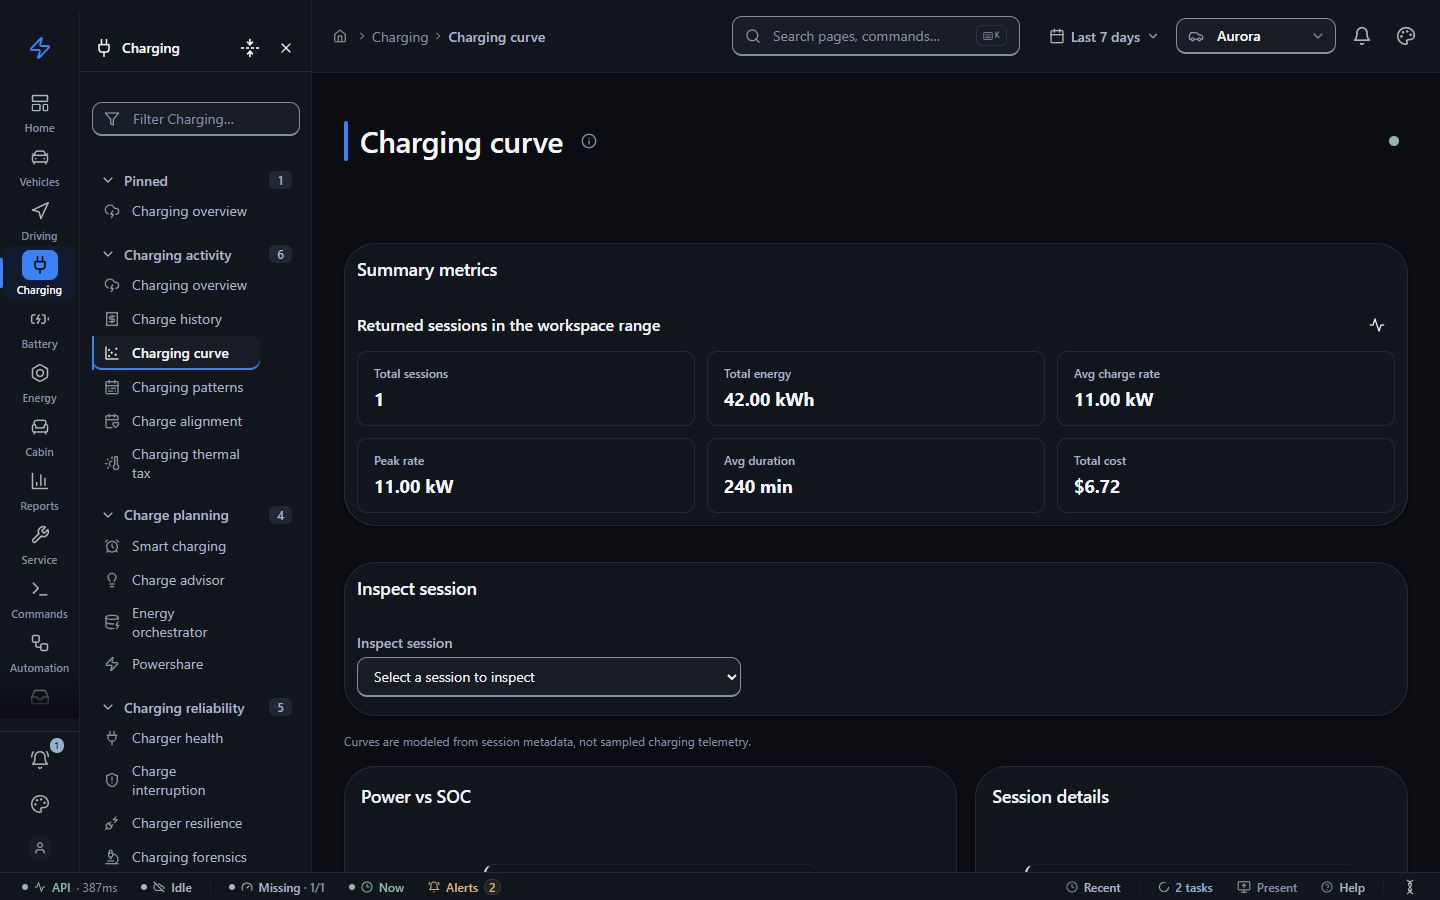 Charging
Charging
Charging curve
Search pages, commands...
K
Last 7 days
Aurora
Home
Vehicles
Driving
Charging
Battery
Energy
Cabin
Reports
Service
Commands
Automation
1
Filter Charging...
Pinned
1
Charging overview
Charging activity
6
Charging overview
Charge history
Charging curve
Charging patterns
Charge alignment
Charging thermal
tax
Charge planning
4
Smart charging
Charge advisor
Energy
orchestrator
Powershare
Charging reliability
5
Charger health
Charge
interruption
Charger resilience
Charging forensics
Charging curve
Summary metrics
Returned sessions in the workspace range
Total sessions
1
Total energy
42.00 kWh
Avg charge rate
11.00 kW
Peak rate
11.00 kW
Avg duration
240 min
Total cost
$6.72
Inspect session
Inspect session
Select a session to inspect
Curves are modeled from session metadata, not sampled charging telemetry.
Power vs SOC
Session details
API · 387ms
Idle
Missing · 1/1
Now
Alerts 2
Recent
2 tasks
Present
Help